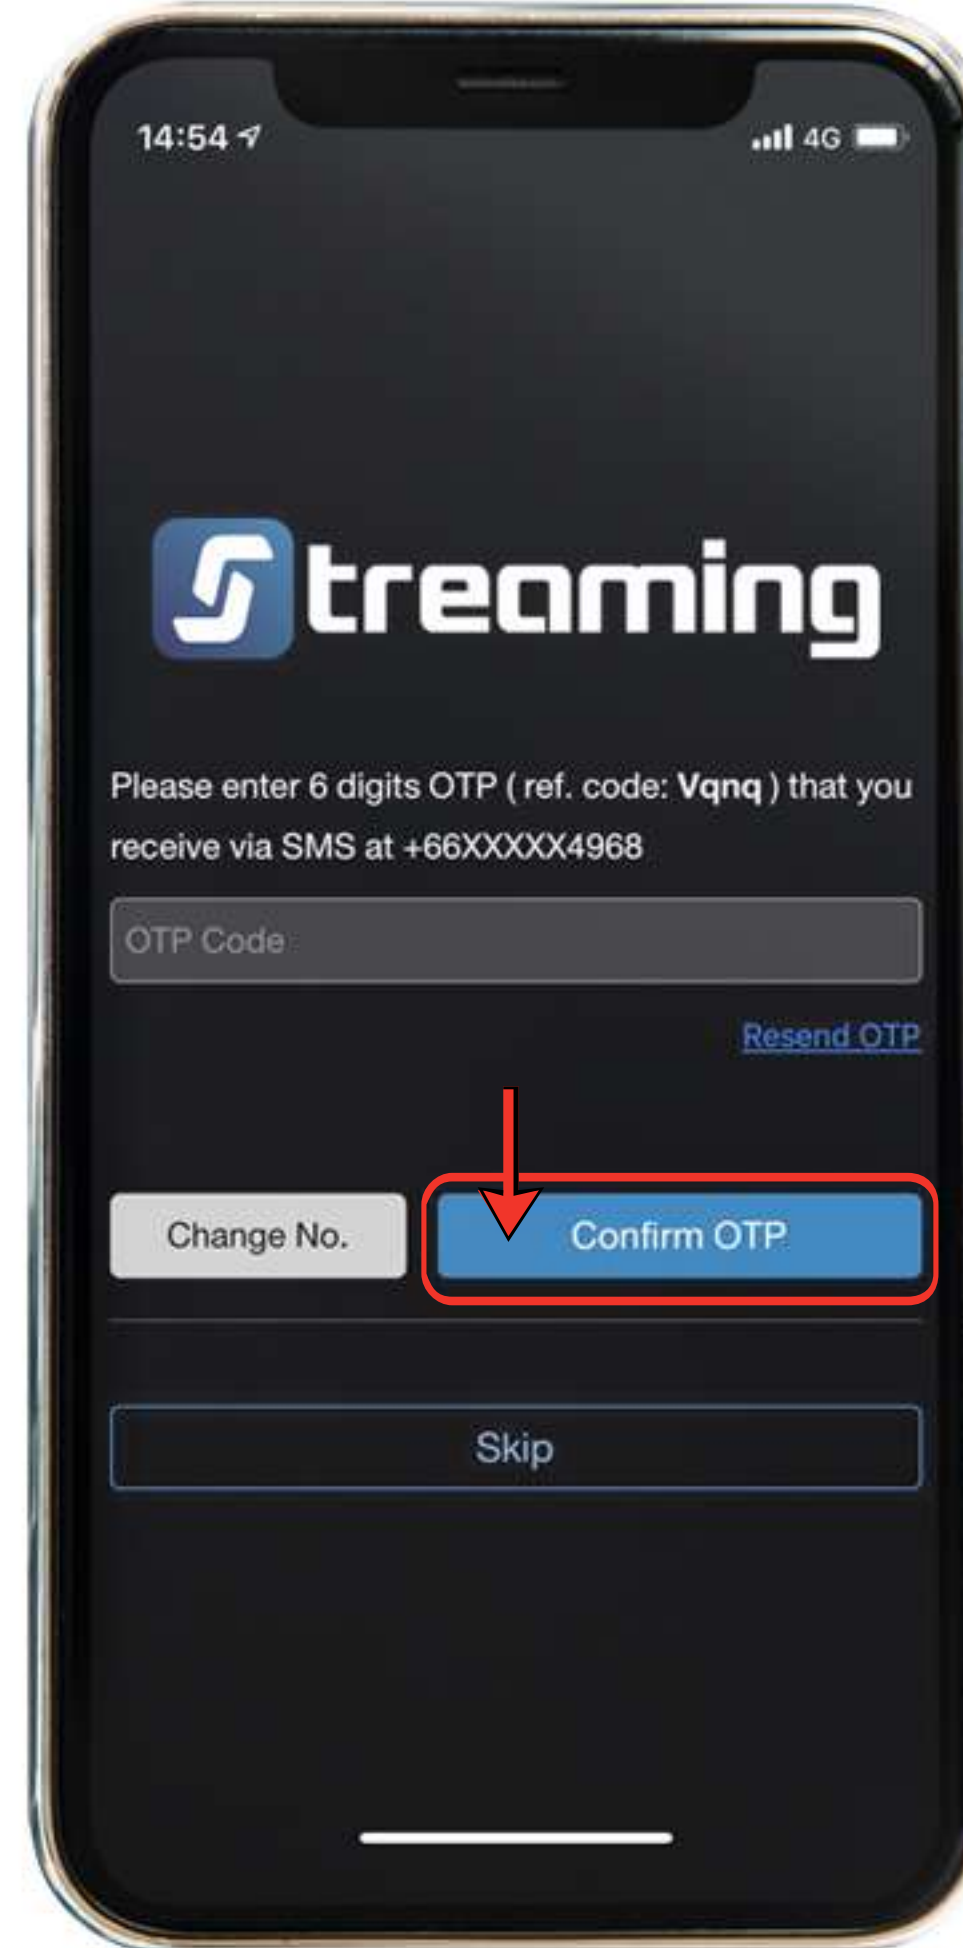 14:54
4G
Streaming
Please enter 6 digits OTP ( ref. code: Vqnq ) that you
receive via SMS at +66XXXXX4968
OTP Code
Resend OTP
Change No.
Confirm OTP
Skip